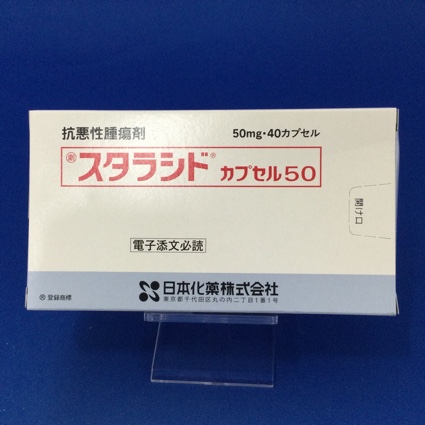 抗悪性腫瘍剤
50mg・40カプセル
劇 スタラシド® カプセル50
開け口
電子添文必読
日本化薬株式会社
東京都千代田区丸の内二丁目1番1号
® 登録商標